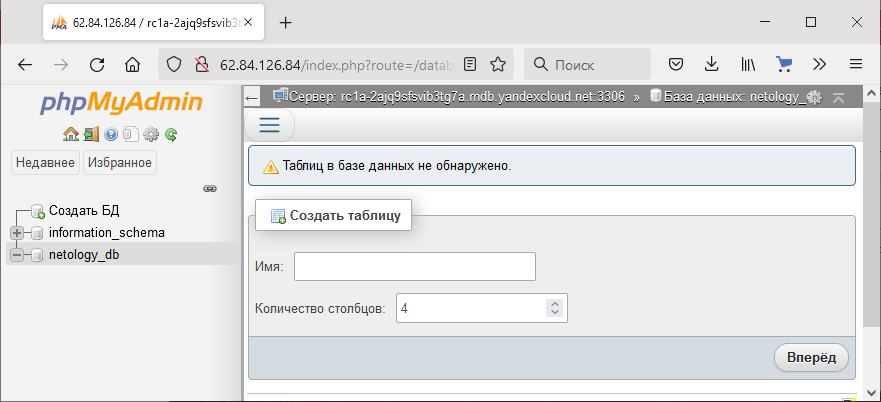 62.84.126.84 / rc1a-2ajq9sfsvib3t
62.84.126.84/index.php?route=/datab
Поиск
phpMyAdmin
Недавнее Избранное
Создать БД
information_schema
netology_db
Сервер: rc1a-2ajq9sfsvib3tg7a.mdb.yandexcloud.net:3306 » База данных: netology_
Таблиц в базе данных не обнаружено.
Создать таблицу
Имя:
Количество столбцов: 4
Вперёд